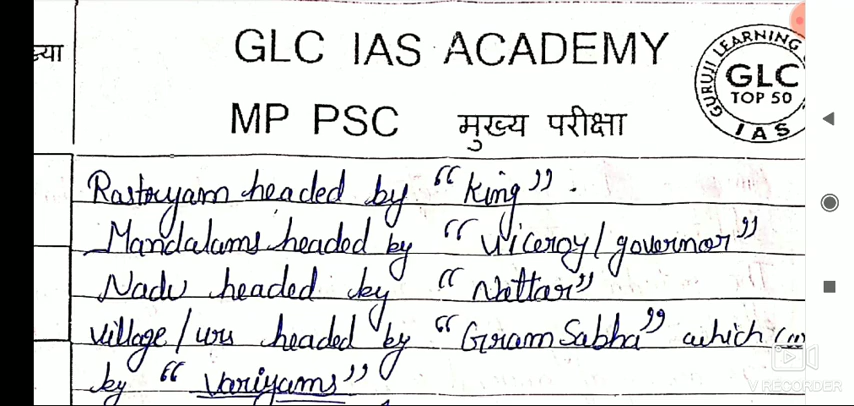 ख्या
GLC IAS ACADEMY
MP PSC मुख्य परीक्षा
GURUJI LEARNING
GLC
TOP 50
IAS
Rastryam headed by "King".
Mandalams headed by "Viceroy/governor"
Nadu headed by "Nattar"
Village/urs headed by "Gram Sabha" which
by "Variyams"
V RECORDER